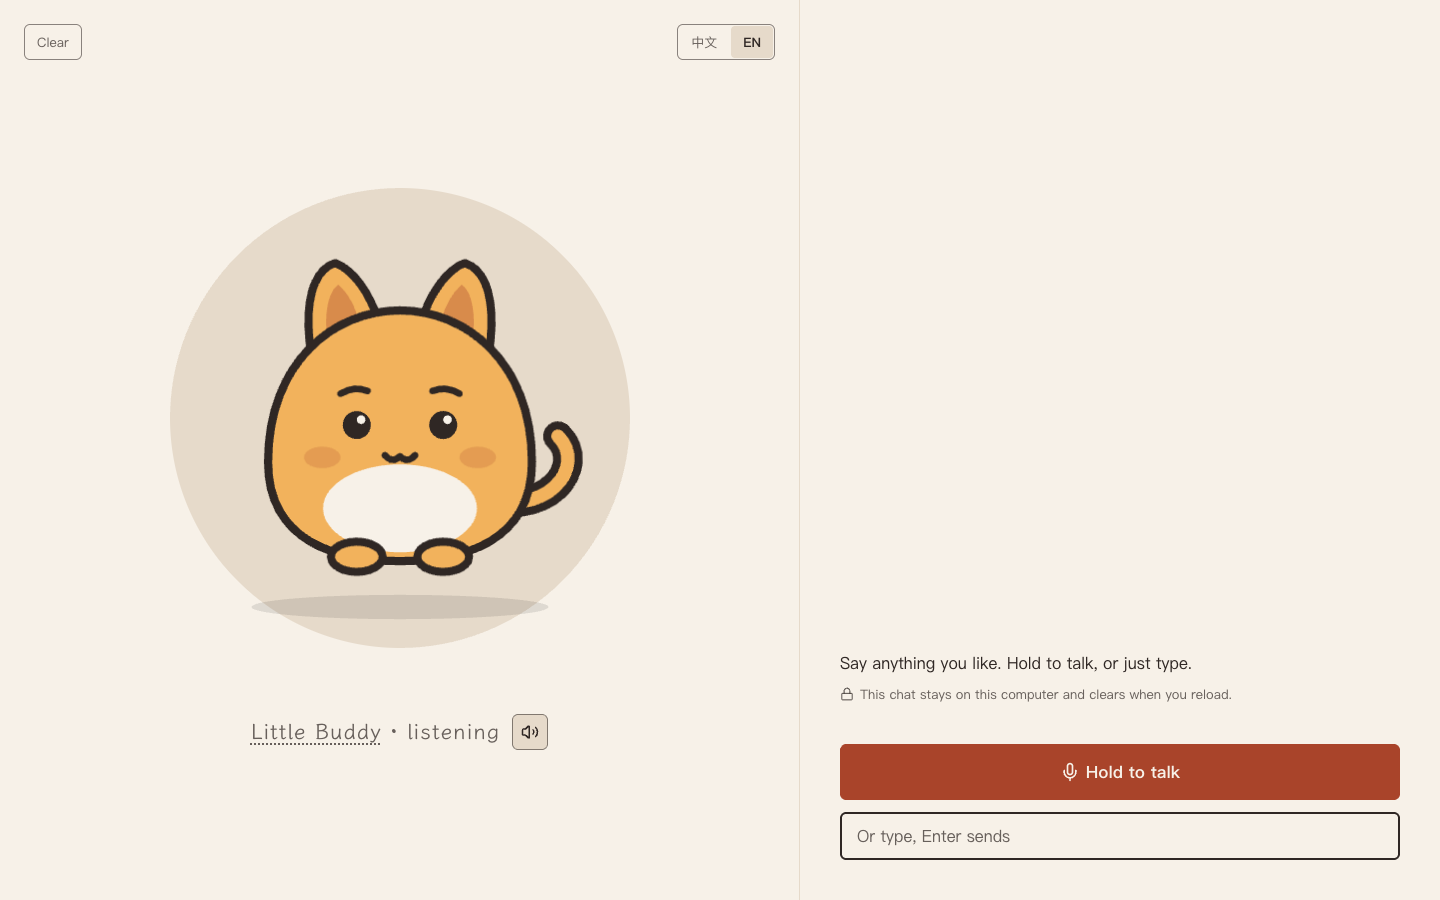 Clear
中文 EN
Little Buddy • listening
Say anything you like. Hold to talk, or just type.
This chat stays on this computer and clears when you reload.
Hold to talk
Or type, Enter sends